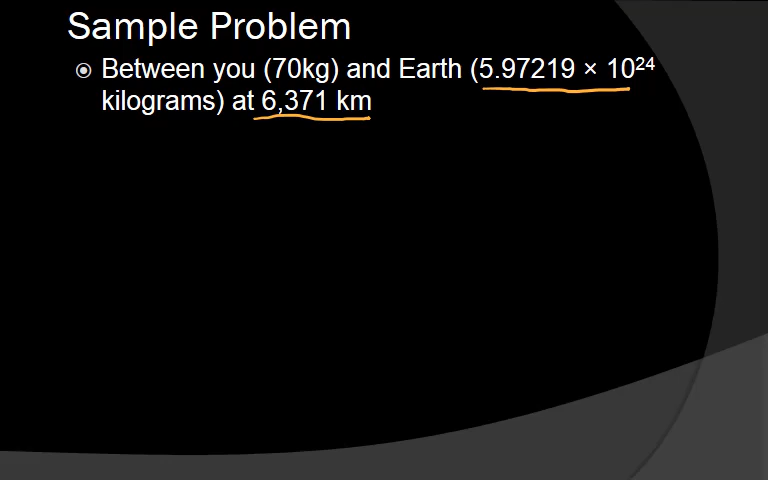 Sample Problem
Between you (70kg) and Earth (5.97219 × 10²⁴
kilograms) at 6,371 km